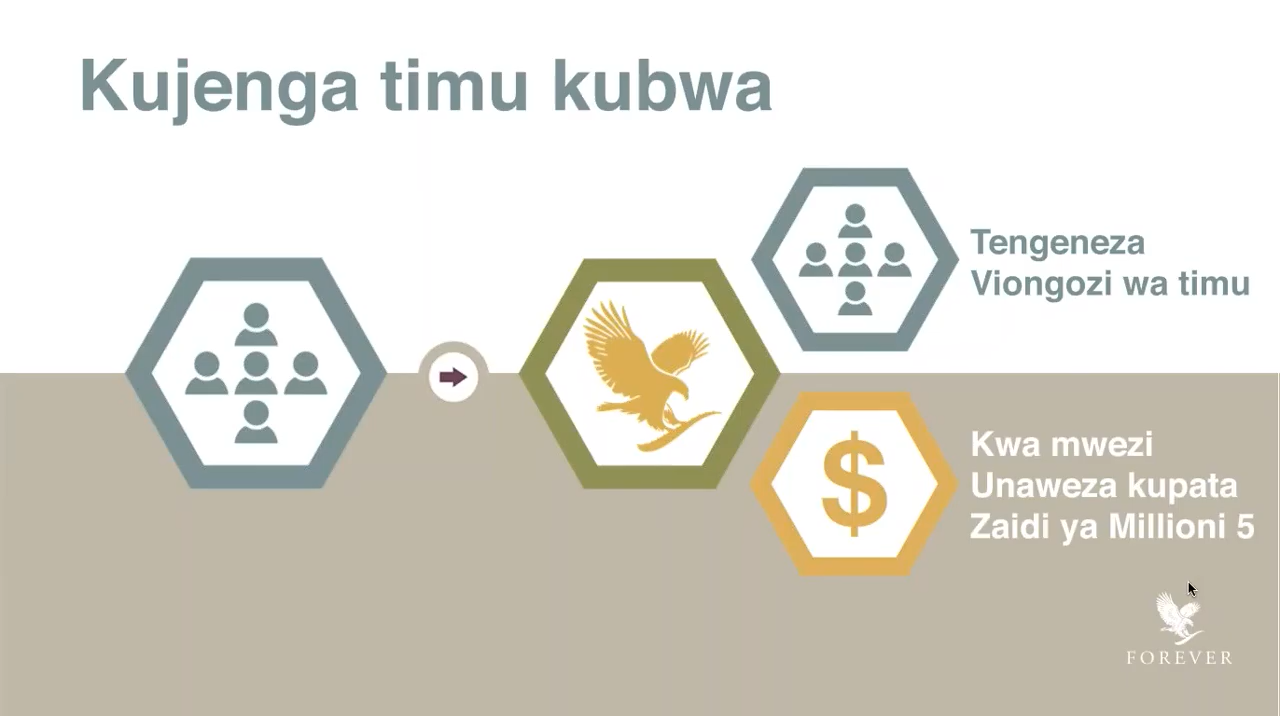 Kujenga timu kubwa
Tengeneza
Viongozi wa timu
$
Kwa mwezi
Unaweza kupata
Zaidi ya Millioni 5
FOREVER